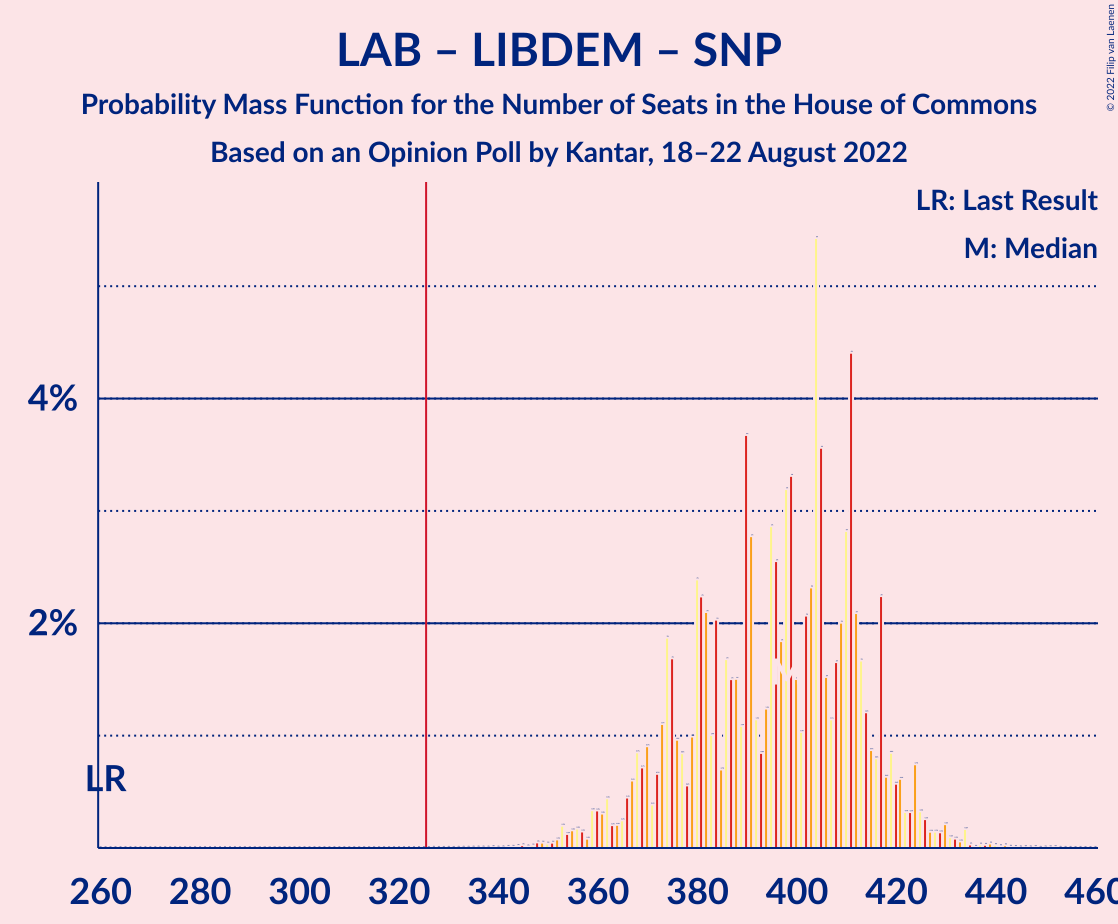 LAB – LIBDEM – SNP
Probability Mass Function for the Number of Seats in the House of Commons
Based on an Opinion Poll by Kantar, 18–22 August 2022
© 2022 Filip van Laenen
LR: Last Result
M: Median
4%
2%
LR
M
260 280 300 320 340 360 380 400 420 440 460